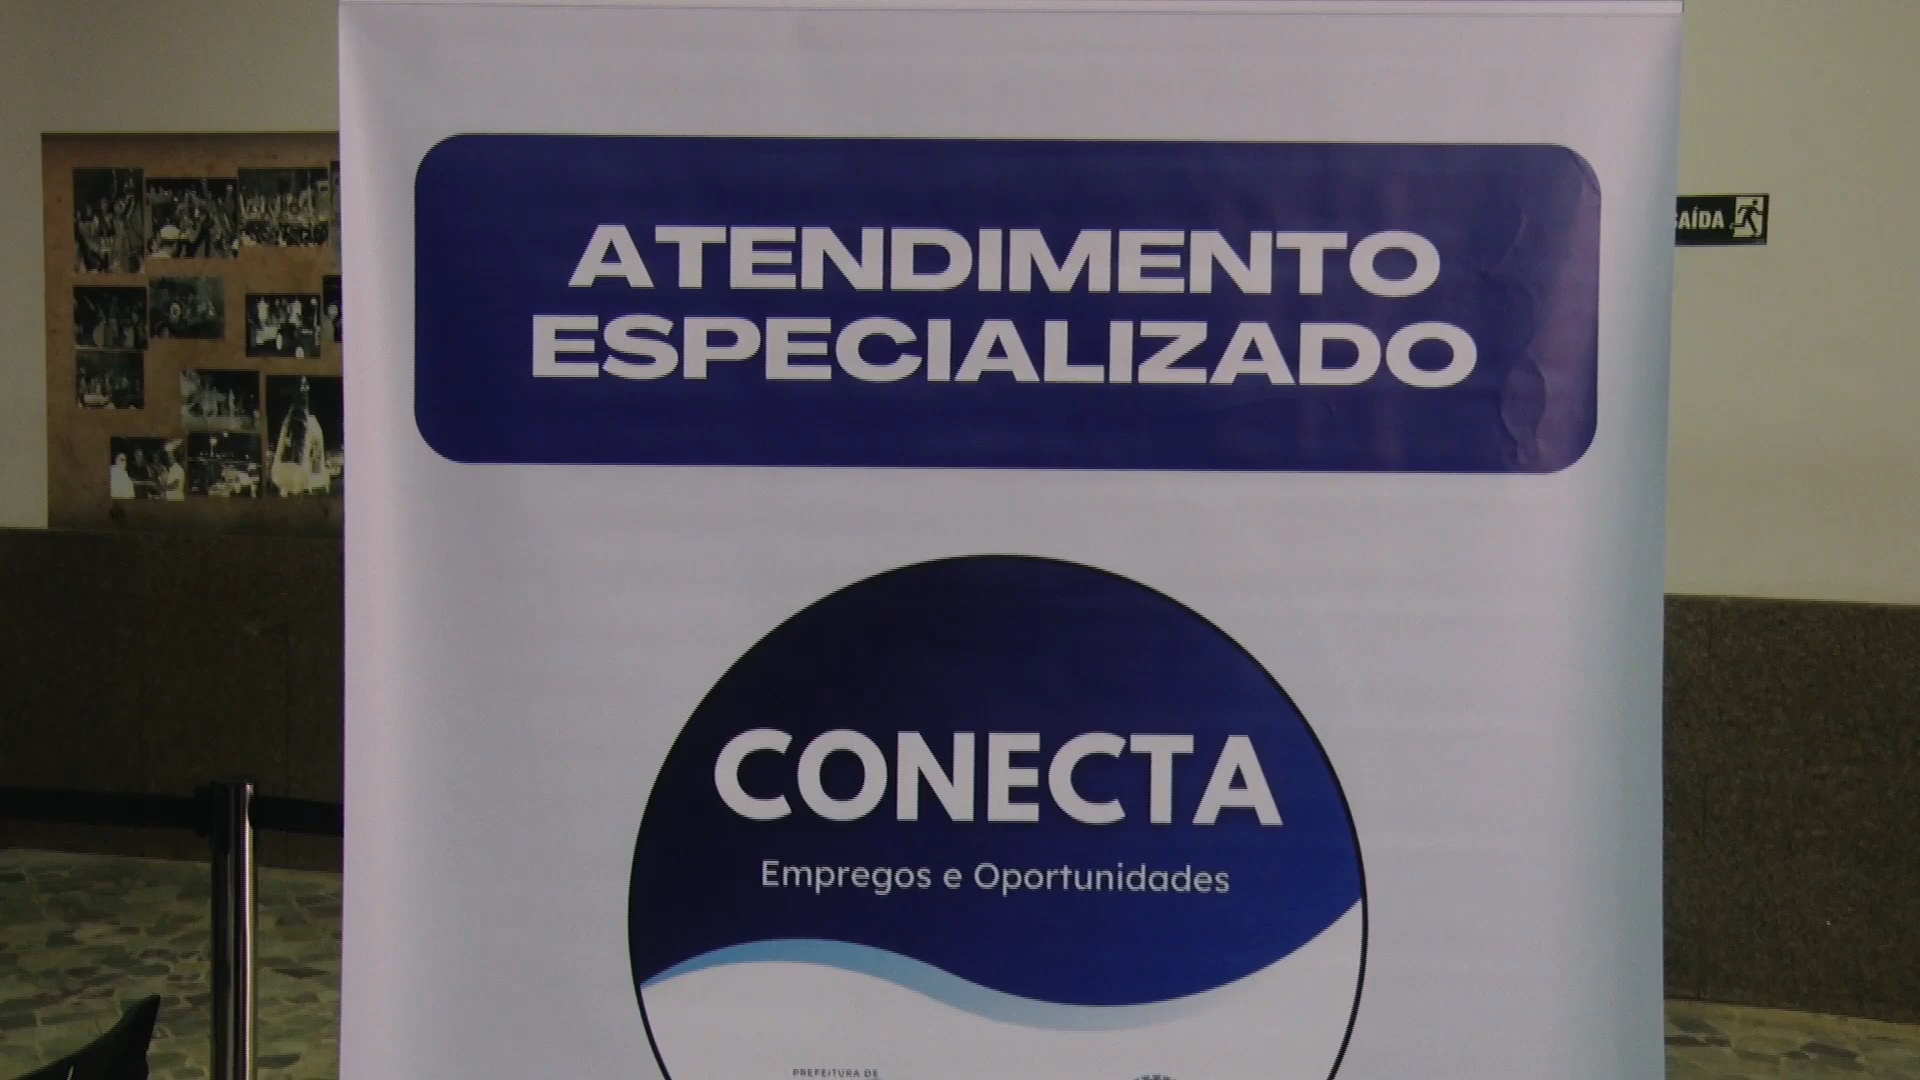 ATENDIMENTO
ESPECIALIZADO
SAÍDA
CONECTA
Empregos e Oportunidades
PREFEITURA DE